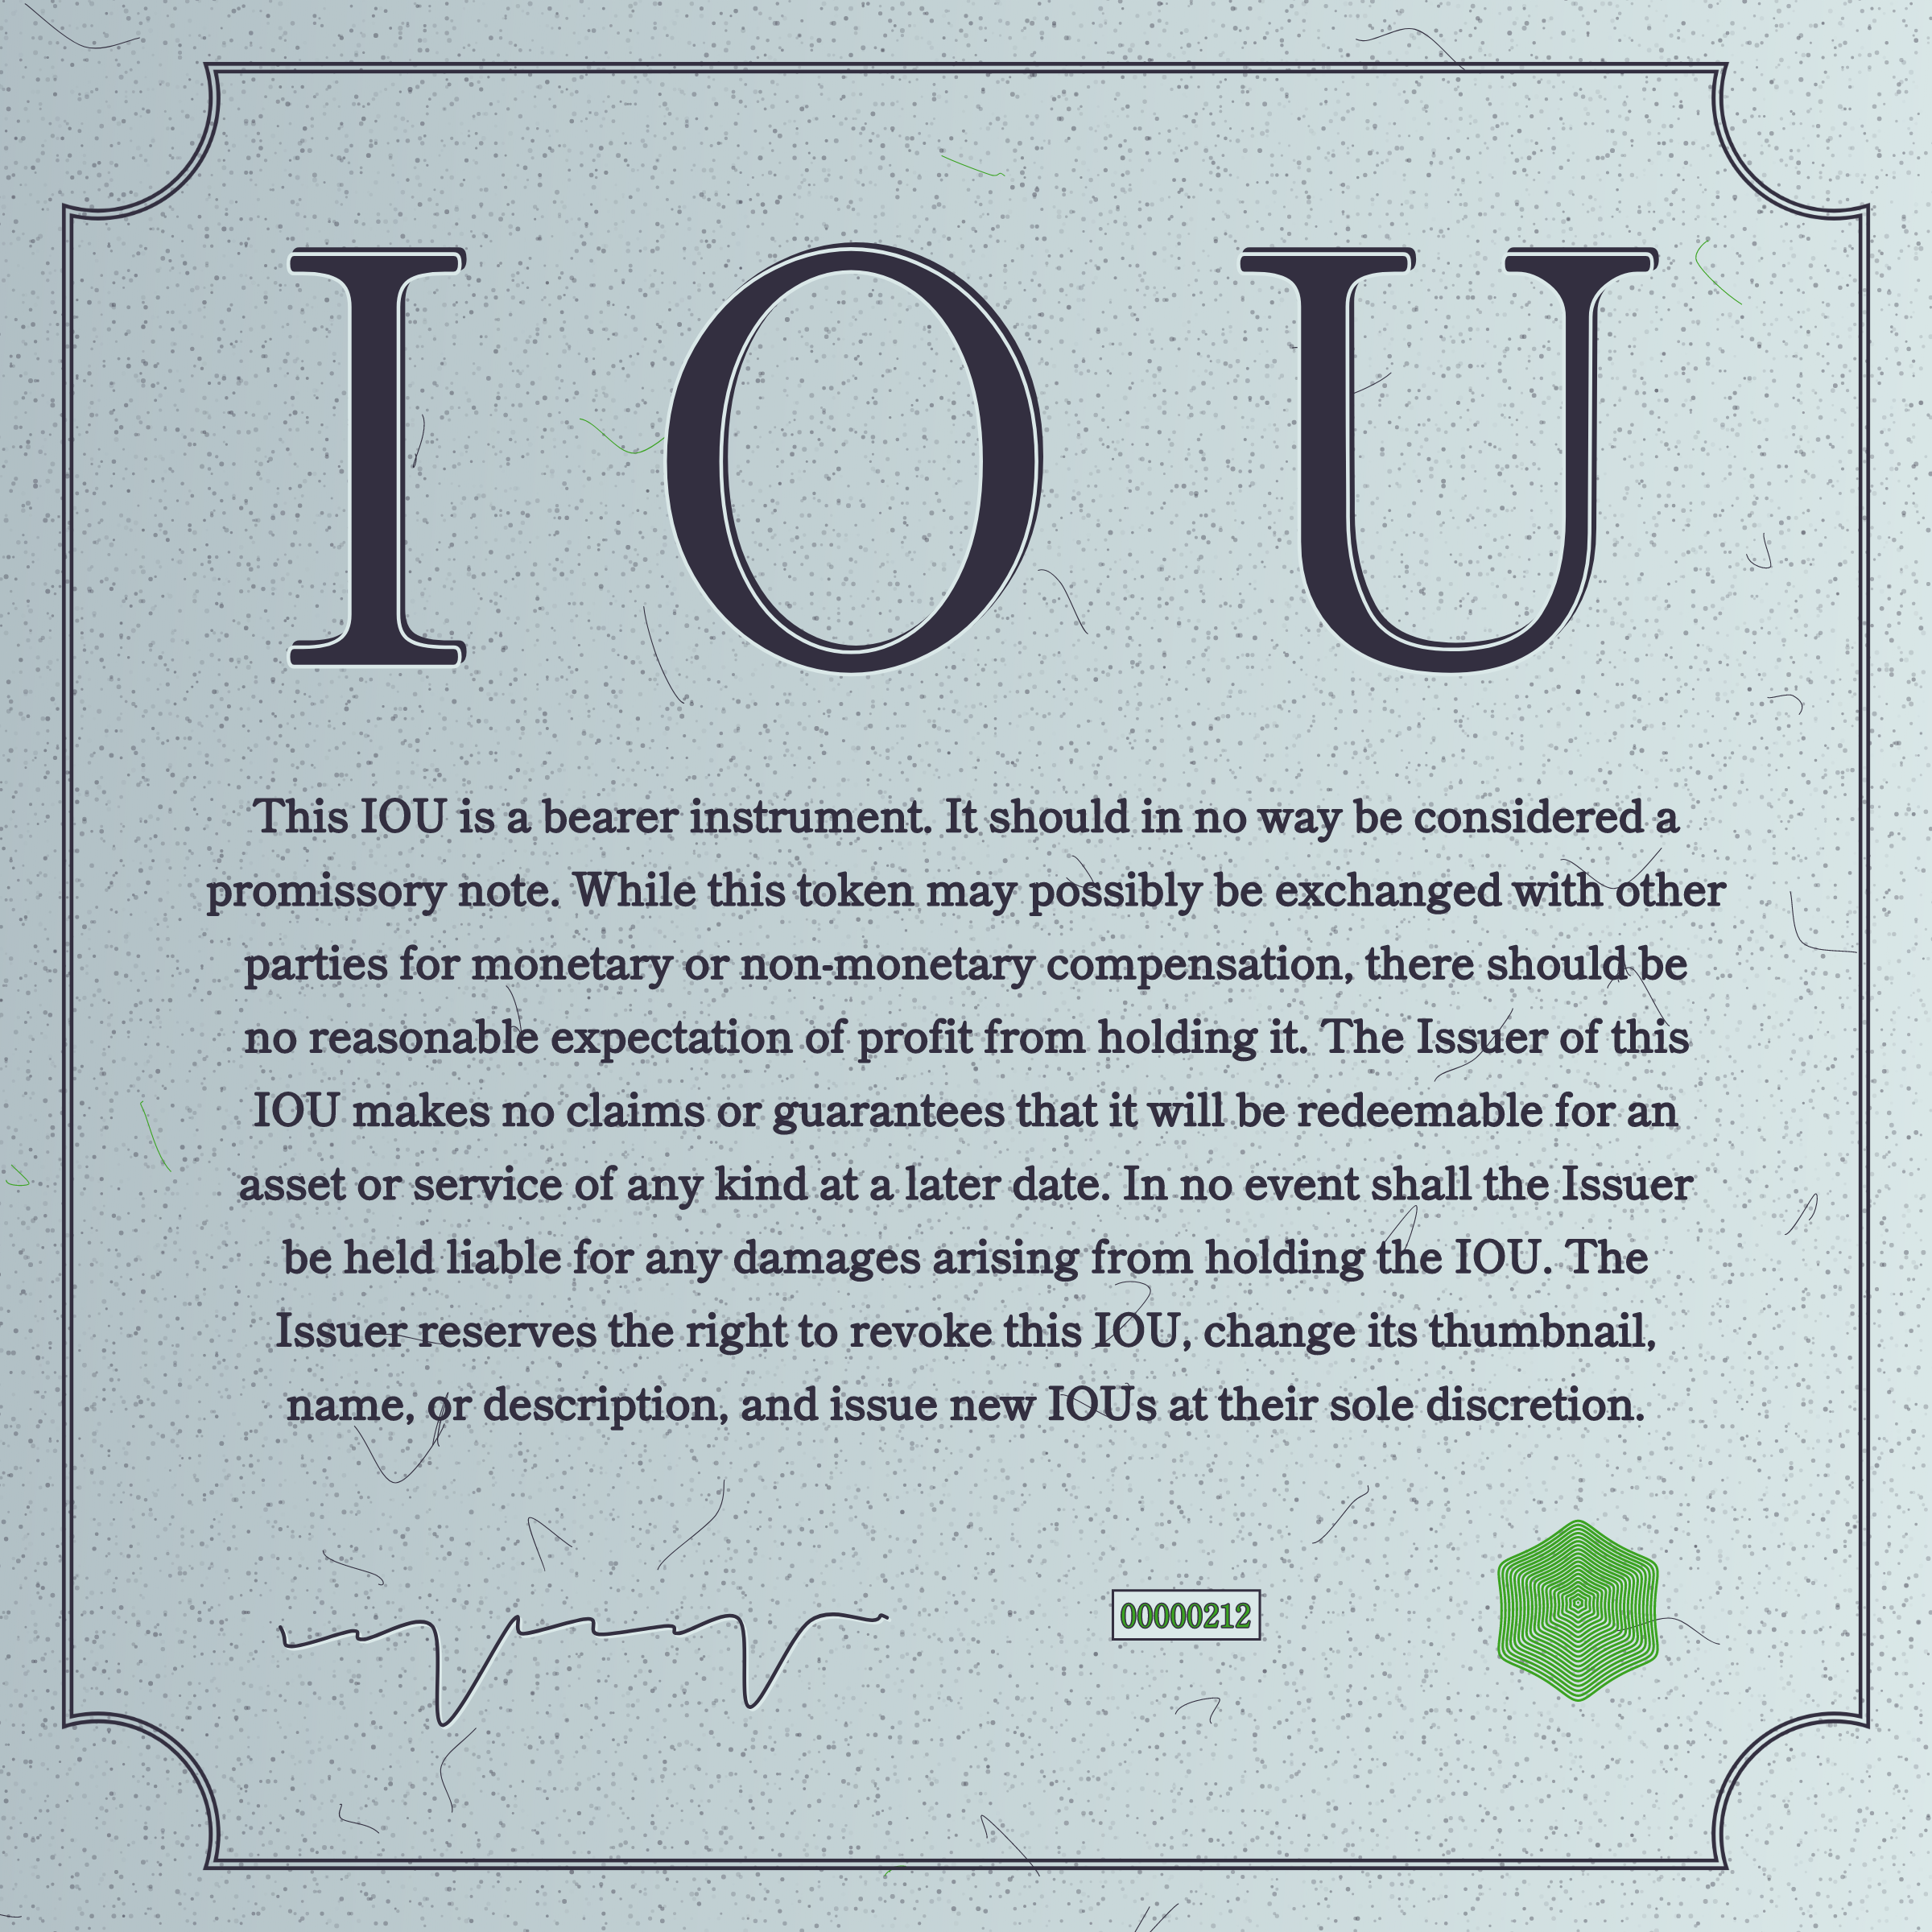 I O U
This IOU is a bearer instrument. It should in no way be considered a
promissory note. While this token may possibly be exchanged with other
parties for monetary or non-monetary compensation, there should be
no reasonable expectation of profit from holding it. The Issuer of this
IOU makes no claims or guarantees that it will be redeemable for an
asset or service of any kind at a later date. In no event shall the Issuer
be held liable for any damages arising from holding the IOU. The
Issuer reserves the right to revoke this IOU, change its thumbnail,
name, or description, and issue new IOUs at their sole discretion.
00000212